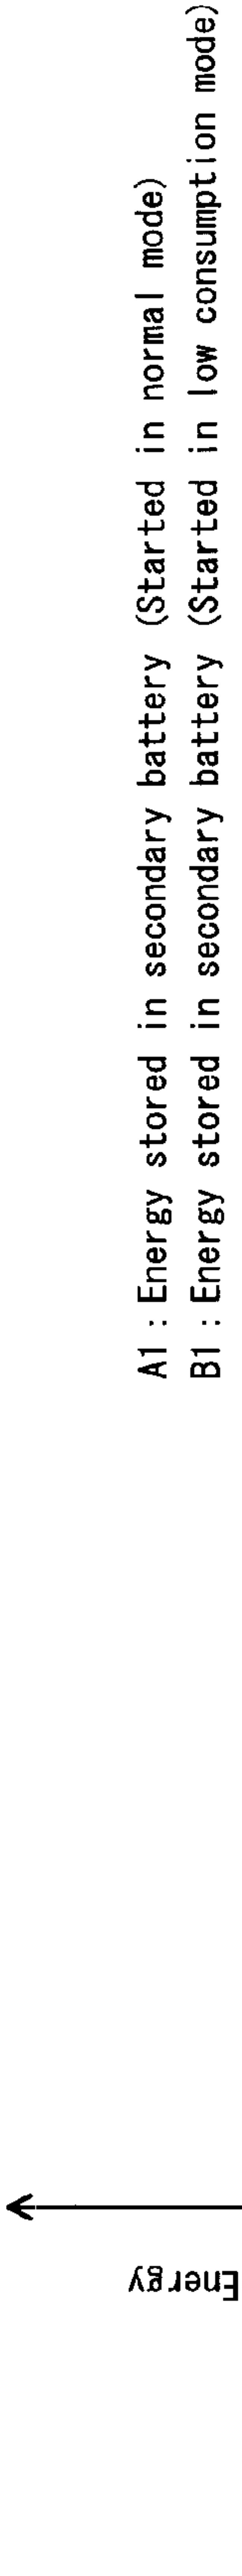 A1 : Energy stored in secondary battery (Started in normal mode)
B1 : Energy stored in secondary battery (Started in low consumption mode)
Energy